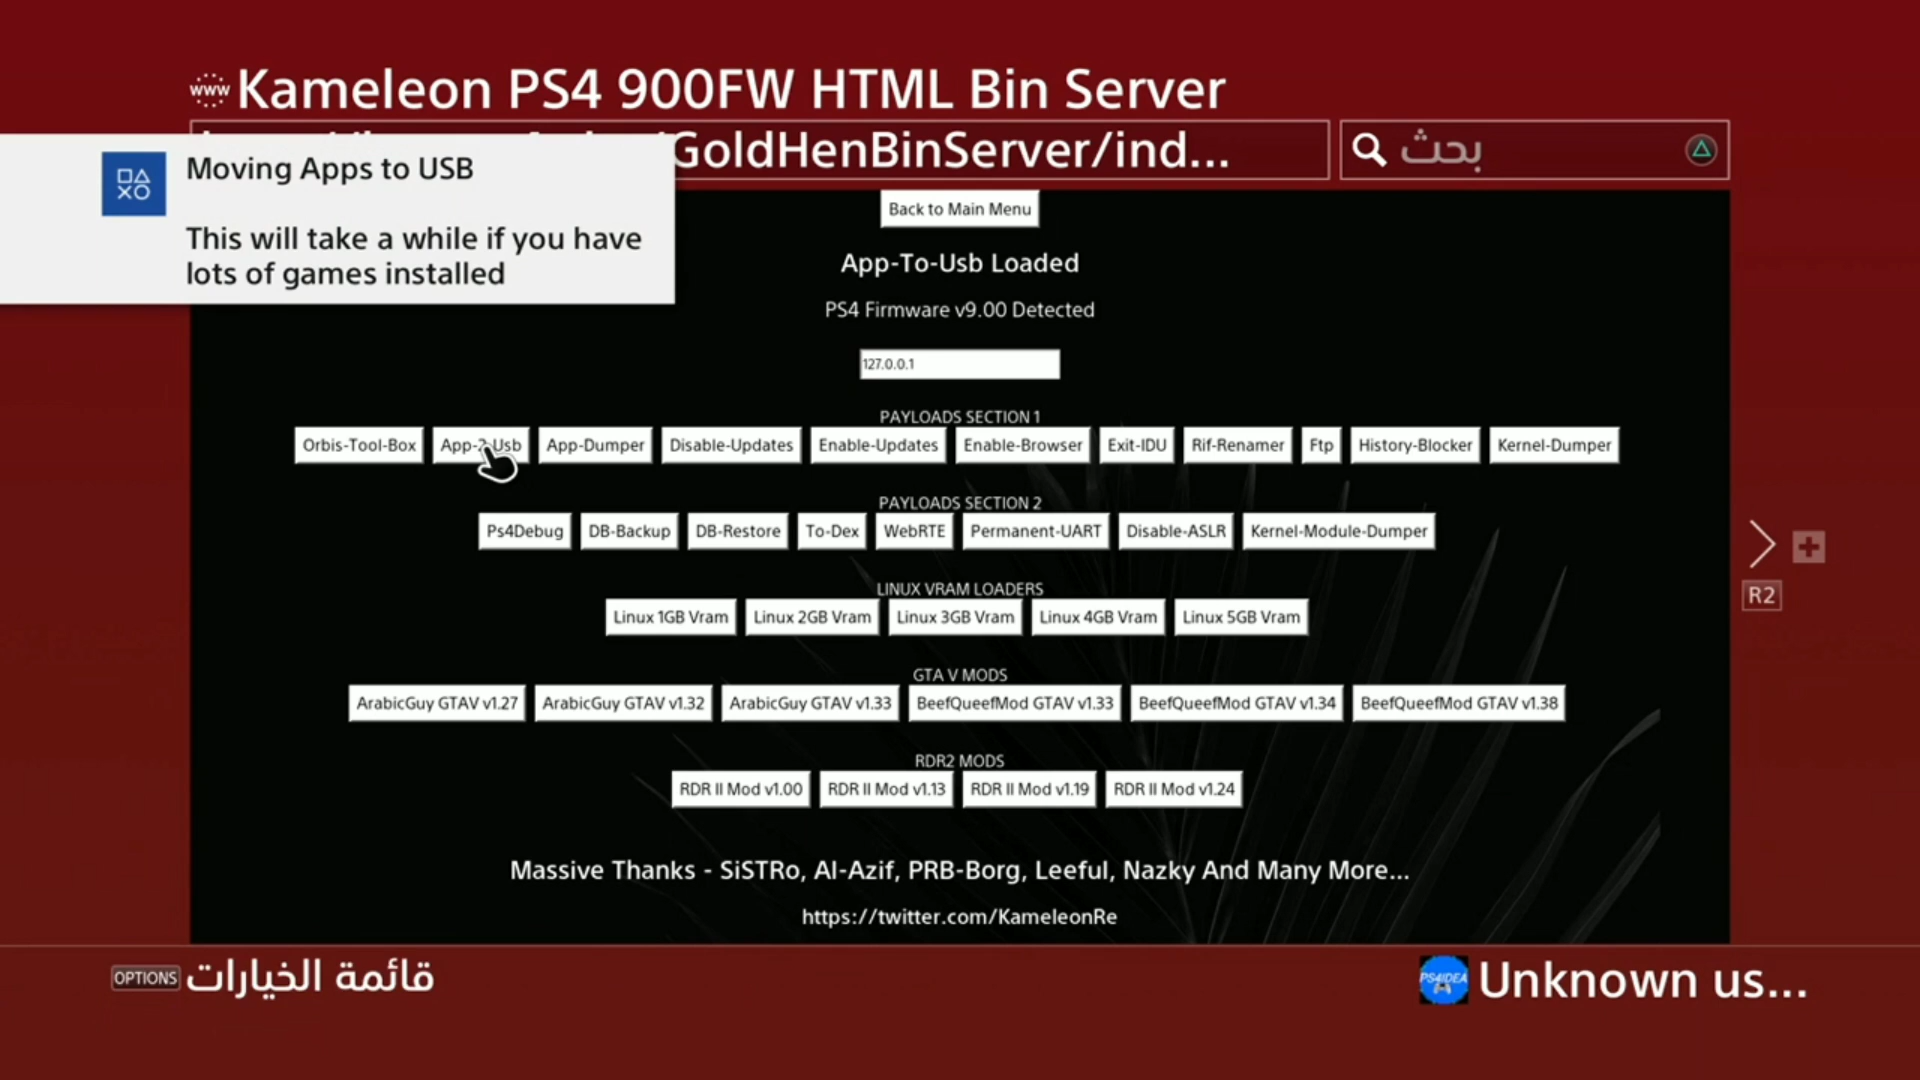 www Kameleon PS4 900FW HTML Bin Server
GoldHenBinServer/ind...
بحث
Moving Apps to USB
This will take a while if you have
lots of games installed
Back to Main Menu
App-To-Usb Loaded
PS4 Firmware v9.00 Detected
127.0.0.1
PAYLOADS SECTION 1
Orbis-Tool-Box App-2-Usb App-Dumper Disable-Updates Enable-Updates Enable-Browser Exit-IDU Rif-Renamer Ftp History-Blocker Kernel-Dumper
PAYLOADS SECTION 2
Ps4Debug DB-Backup DB-Restore To-Dex WebRTE Permanent-UART Disable-ASLR Kernel-Module-Dumper
R2
LINUX VRAM LOADERS
Linux 1GB Vram Linux 2GB Vram Linux 3GB Vram Linux 4GB Vram Linux 5GB Vram
GTA V MODS
ArabicGuy GTAV v1.27 ArabicGuy GTAV v1.32 ArabicGuy GTAV v1.33 BeefQueefMod GTAV v1.33 BeefQueefMod GTAV v1.34 BeefQueefMod GTAV v1.38
RDR2 MODS
RDR II Mod v1.00 RDR II Mod v1.13 RDR II Mod v1.19 RDR II Mod v1.24
Massive Thanks - SiSTRo, Al-Azif, PRB-Borg, Leeful, Nazky And Many More...
https://twitter.com/KameleonRe
OPTIONS قائمة الخيارات
PS4IDEA Unknown us...